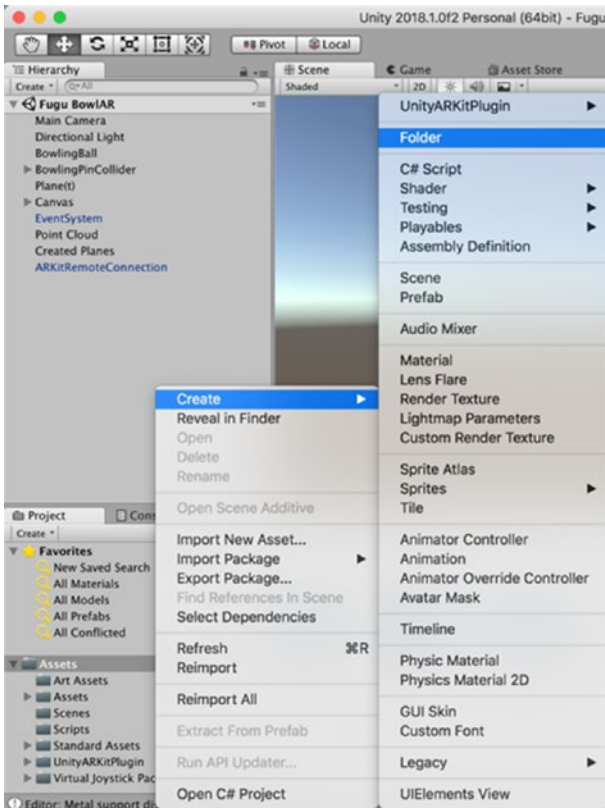 Unity 2018.1.0f2 Personal (64bit) - Fugu
Pivot Local
Hierarchy
Create All
Fugu BowlAR
Main Camera
Directional Light
BowlingBall
BowlingPinCollider
Plane(t)
Canvas
EventSystem
Point Cloud
Created Planes
ARKitRemoteConnection
Scene Game Asset Store
Shaded 2D
UnityARKitPlugin
Folder
C# Script
Shader
Testing
Playables
Assembly Definition
Scene
Prefab
Audio Mixer
Material
Lens Flare
Render Texture
Lightmap Parameters
Custom Render Texture
Sprite Atlas
Sprites
Tile
Animator Controller
Animation
Animator Override Controller
Avatar Mask
Timeline
Physic Material
Physics Material 2D
GUI Skin
Custom Font
Legacy
UIElements View
Create
Reveal in Finder
Open
Delete
Rename
Open Scene Additive
Import New Asset...
Import Package
Export Package...
Find References In Scene
Select Dependencies
Refresh ⌘R
Reimport
Reimport All
Extract From Prefab
Run API Updater...
Open C# Project
Project Cons
Create
Favorites
New Saved Search
All Materials
All Models
All Prefabs
All Conflicted
Assets
Art Assets
Assets
Scenes
Scripts
Standard Assets
UnityARKitPlugin
Virtual Joystick Pac
Editor: Metal support di